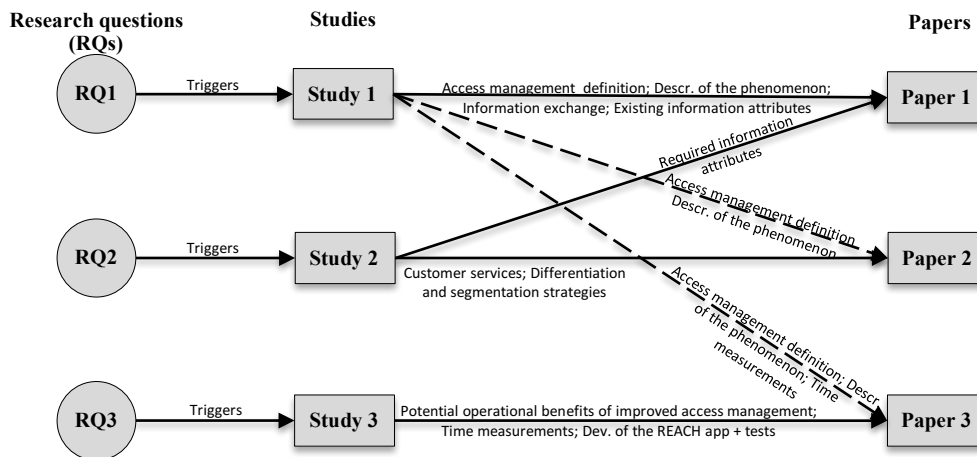 Research questions
(RQs)
Studies
Papers
RQ1
Triggers
Study 1
Access management definition; Descr. of the phenomenon;
Information exchange; Existing information attributes
Paper 1
Required information
attributes
Access management definition
Descr. of the phenomenon
RQ2
Triggers
Study 2
Customer services; Differentiation
and segmentation strategies
Paper 2
Access management definition; Descr
of the phenomenon; Time
measurements
RQ3
Triggers
Study 3
Potential operational benefits of improved access management;
Time measurements; Dev. of the REACH app + tests
Paper 3